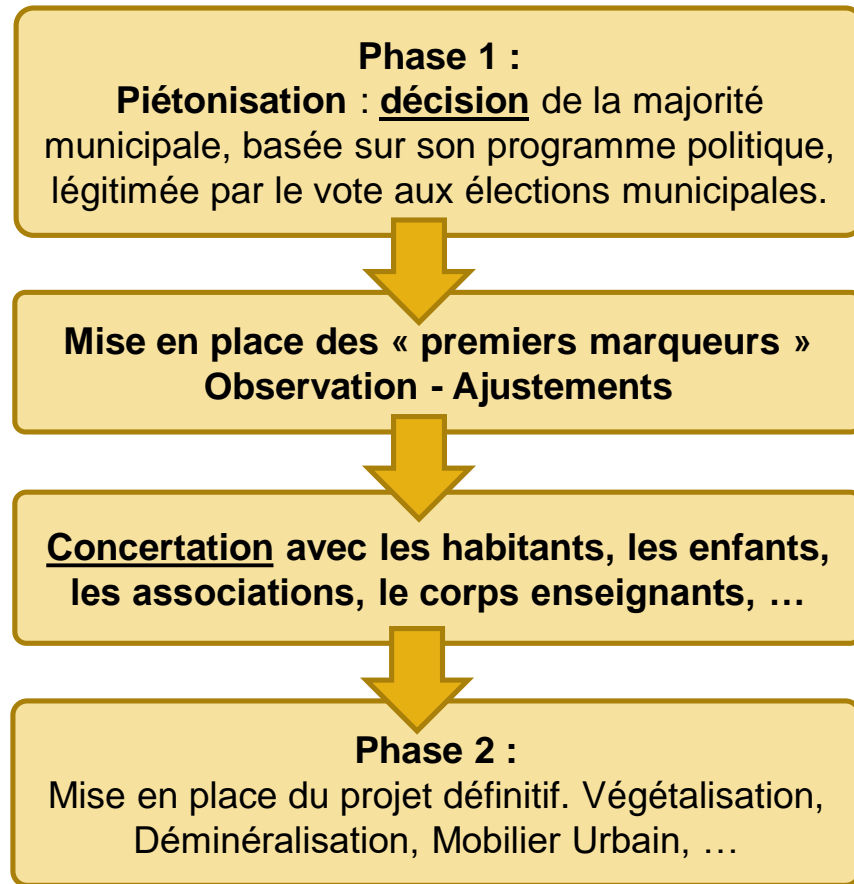 Phase 1 :
Piétonisation : décision de la majorité
municipale, basée sur son programme politique,
légitimée par le vote aux élections municipales.
Mise en place des « premiers marqueurs »
Observation - Ajustements
Concertation avec les habitants, les enfants,
les associations, le corps enseignants, …
Phase 2 :
Mise en place du projet définitif. Végétalisation,
Déminéralisation, Mobilier Urbain, …